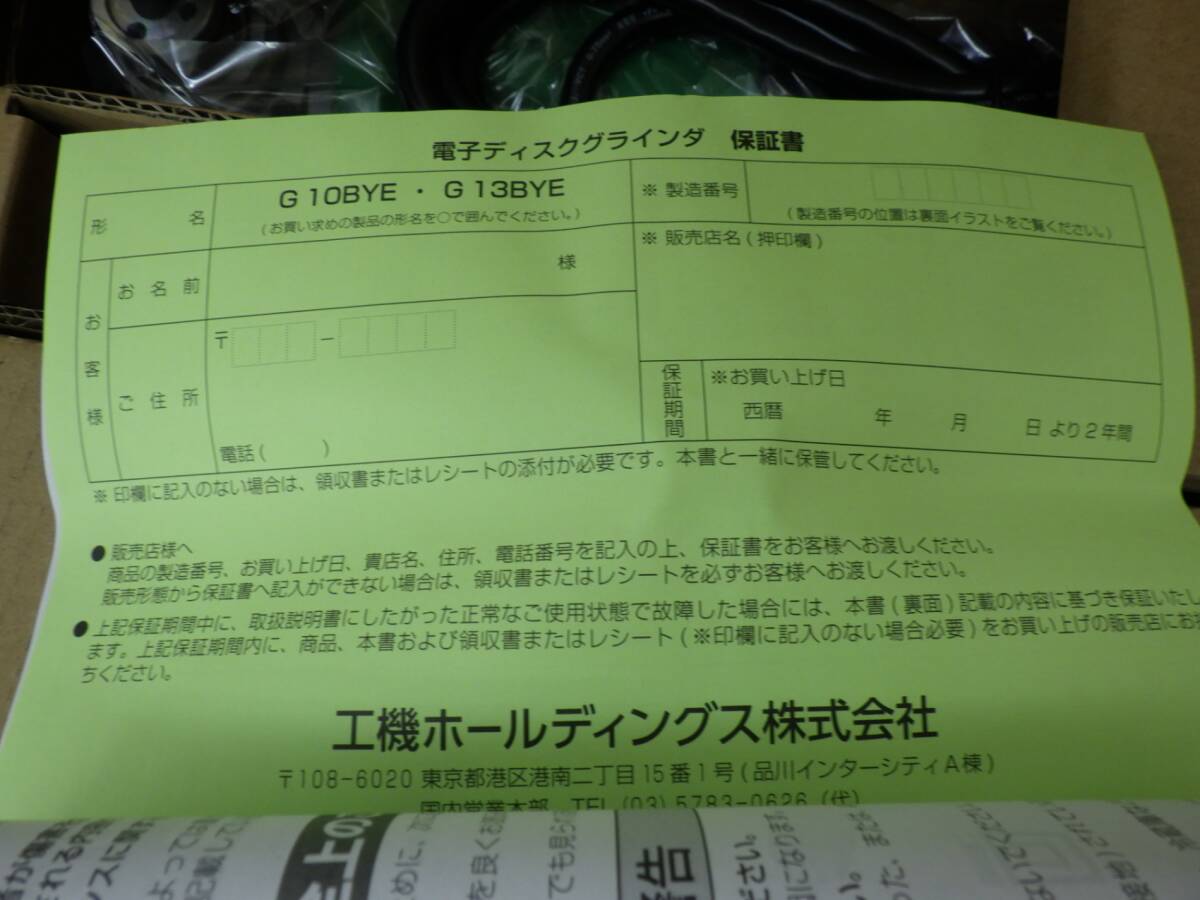 電子ディスクグラインダ 保証書
形名
G 10BYE ・ G 13BYE
(お買い求めの製品の形名を○で囲んでください。)
※ 製造番号
(製造番号の位置は裏面イラストをご覧ください。)
お客様
お名前
様
ご住所
〒 －
電話 ( )
※ 販売店名 ( 押印欄 )
保証期間
※お買い上げ日
西暦 年 月 日 より 2 年間
※ 印欄に記入のない場合は、領収書またはレシートの添付が必要です。本書と一緒に保管してください。
● 販売店様へ
商品の製造番号、お買い上げ日、貴店名、住所、電話番号を記入の上、保証書をお客様へお渡しください。
販売形態から保証書へ記入ができない場合は、領収書またはレシートを必ずお客様へお渡しください。
● 上記保証期間中に、取扱説明書にしたがった正常なご使用状態で故障した場合には、本書 ( 裏面 ) 記載の内容に基づき保証いたし
ます。上記保証期間内に、商品、本書および領収書またはレシート ( ※印欄に記入のない場合必要 ) をお買い上げの販売店にお
ちください。
工機ホールディングス株式会社
〒108-6020 東京都港区港南二丁目 15 番 1 号 ( 品川インターシティ A 棟 )
国内営業本部 TEL (03) 5783-0626 (代)